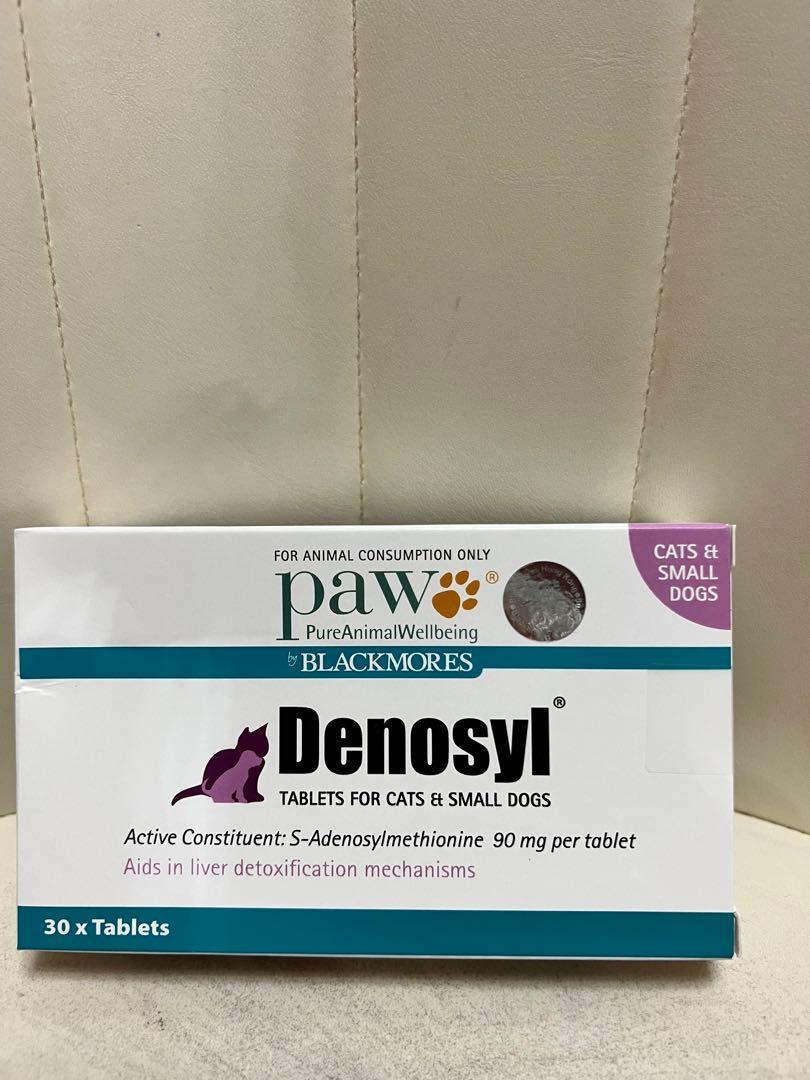 FOR ANIMAL CONSUMPTION ONLY
paw®
PureAnimalWellbeing
by BLACKMORES
CATS &
SMALL
DOGS
Denosyl®
TABLETS FOR CATS & SMALL DOGS
Active Constituent: S-Adenosylmethionine 90 mg per tablet
Aids in liver detoxification mechanisms
30 x Tablets